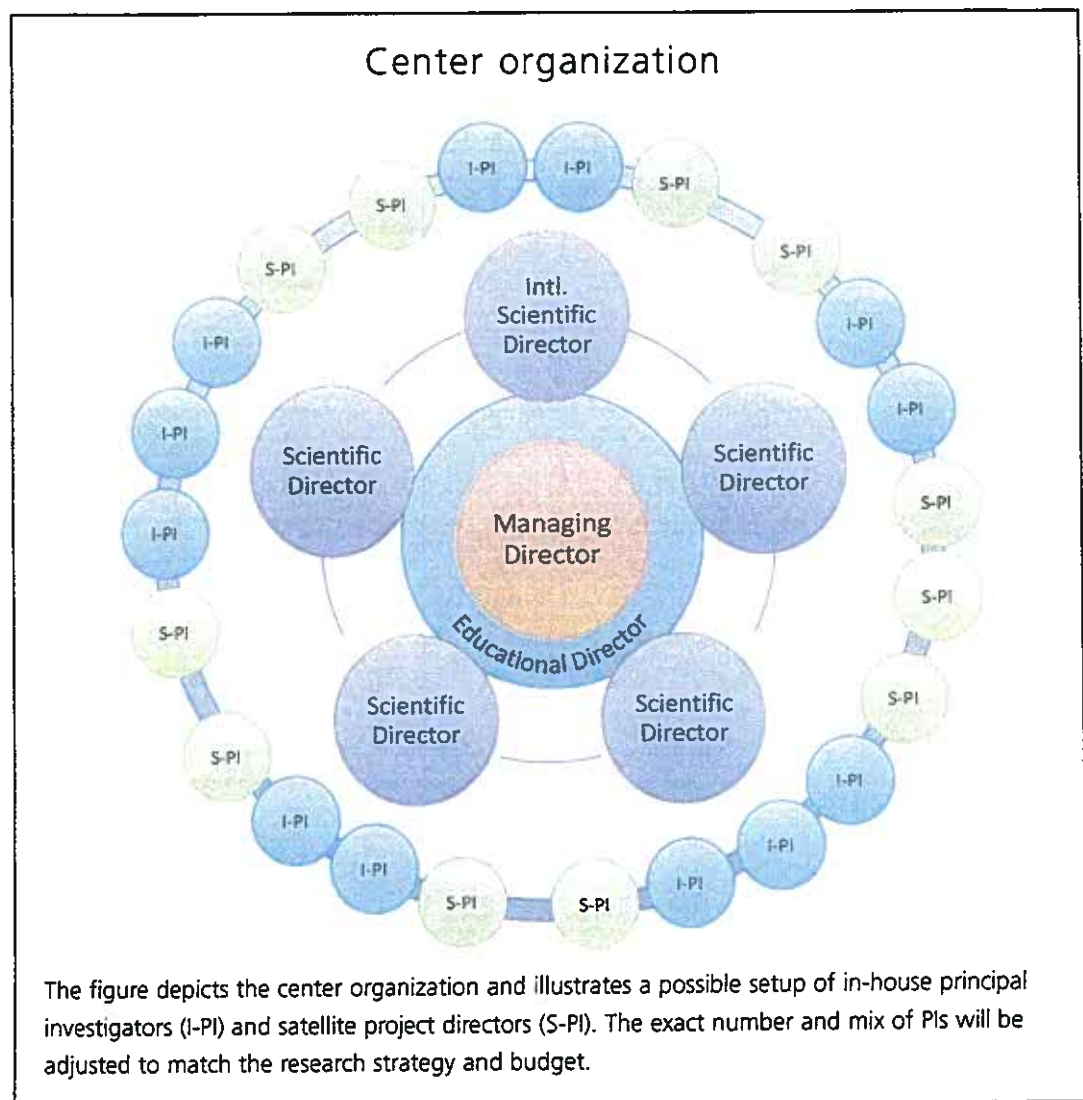 Center organization
I-PI
I-PI
S-PI
S-PI
S-PI
S-PI
Intl.
Scientific
Director
I-PI
I-PI
I-PI
I-PI
Scientific
Director
Scientific
Director
S-PI
Managing
Director
I-PI
S-PI
Educational Director
S-PI
S-PI
Scientific
Director
Scientific
Director
S-PI
I-PI
I-PI
I-PI
I-PI
I-PI
S-PI
S-PI
The figure depicts the center organization and illustrates a possible setup of in-house principal
investigators (I-PI) and satellite project directors (S-PI). The exact number and mix of PIs will be
adjusted to match the research strategy and budget.